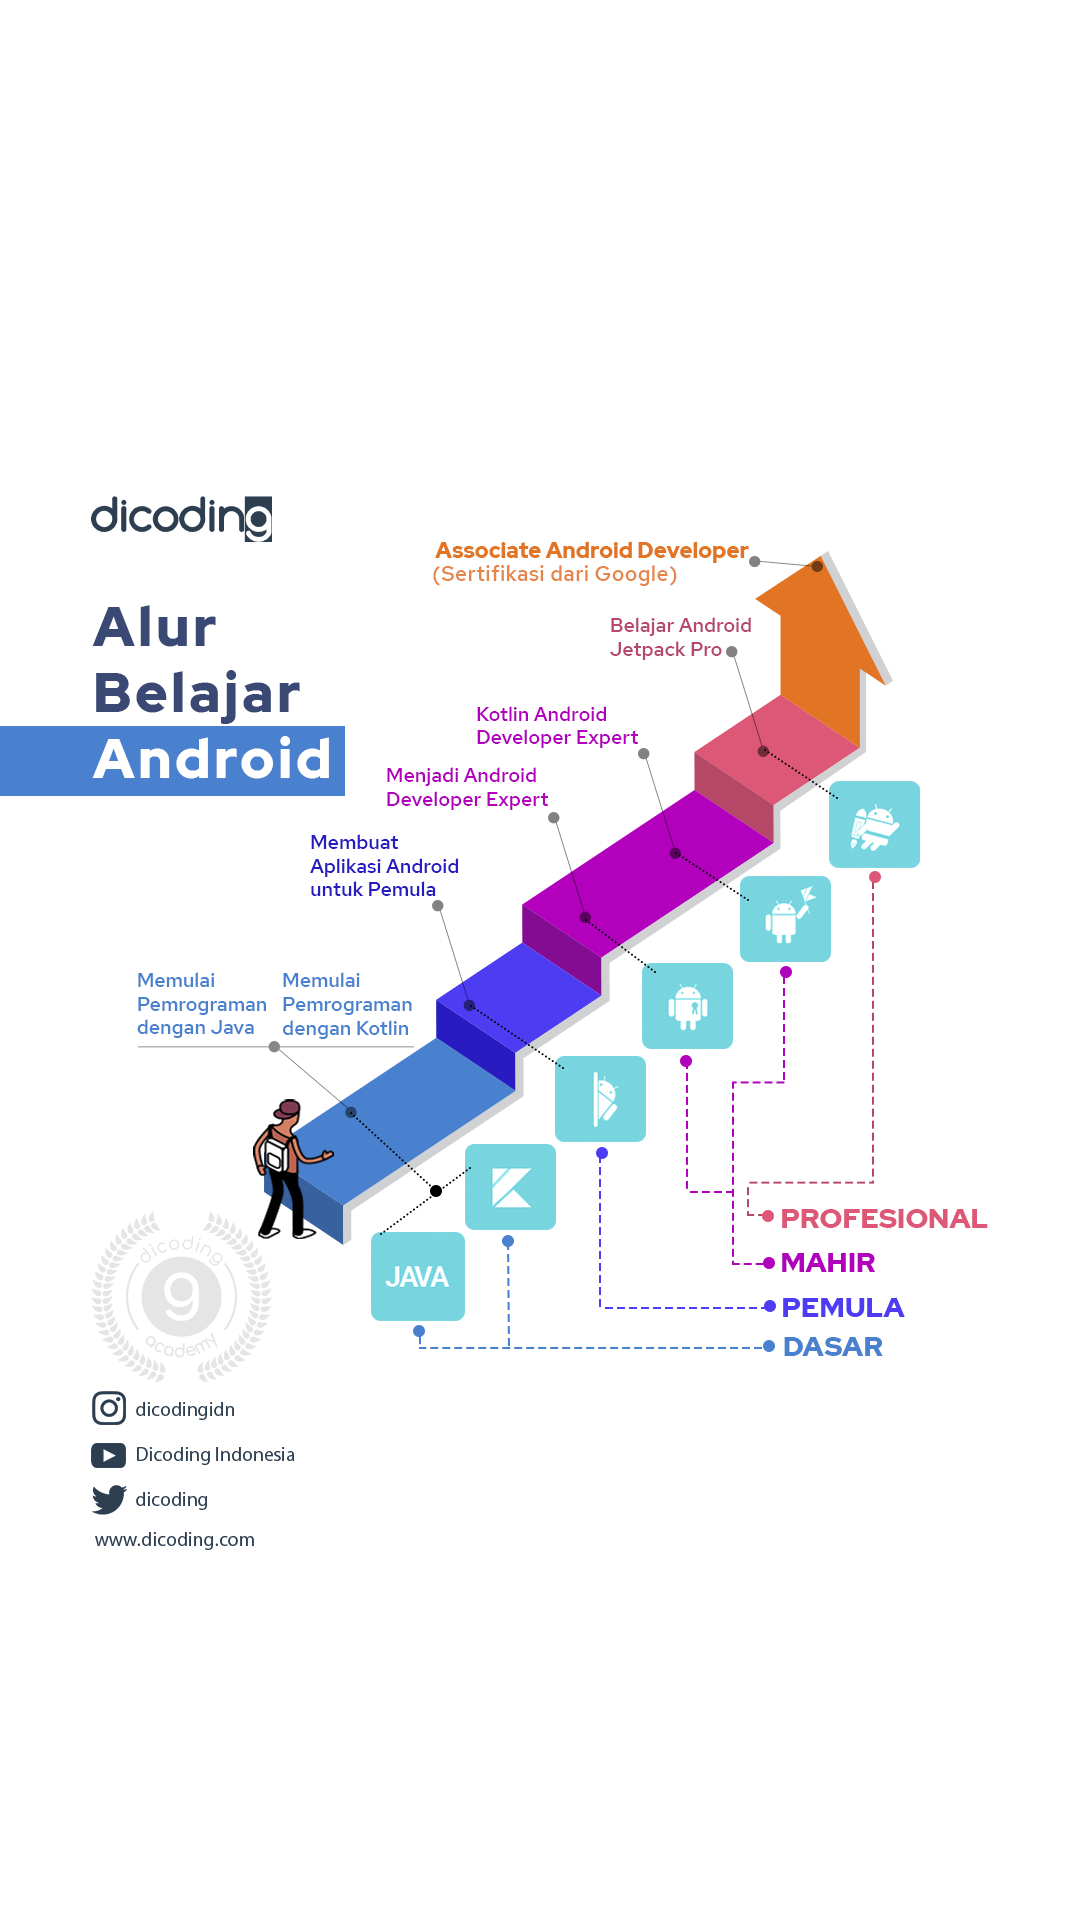 dicoding
Alur
Belajar
Android
Associate Android Developer
(Sertifikasi dari Google)
Belajar Android
Jetpack Pro
Kotlin Android
Developer Expert
Menjadi Android
Developer Expert
Membuat
Aplikasi Android
untuk Pemula
Memulai
Pemrograman
dengan Java
Memulai
Pemrograman
dengan Kotlin
JAVA
PROFESIONAL
MAHIR
PEMULA
DASAR
dicoding
g
academy
dicodingidn
Dicoding Indonesia
dicoding
www.dicoding.com